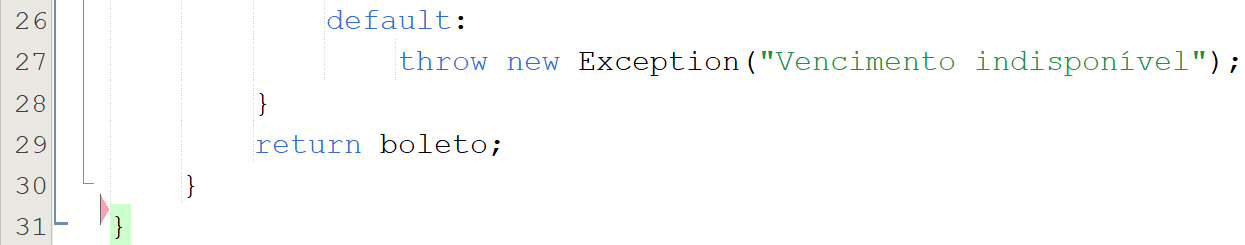 26 default:
27 throw new Exception("Vencimento indisponível");
28 }
29 return boleto;
30 }
31 }